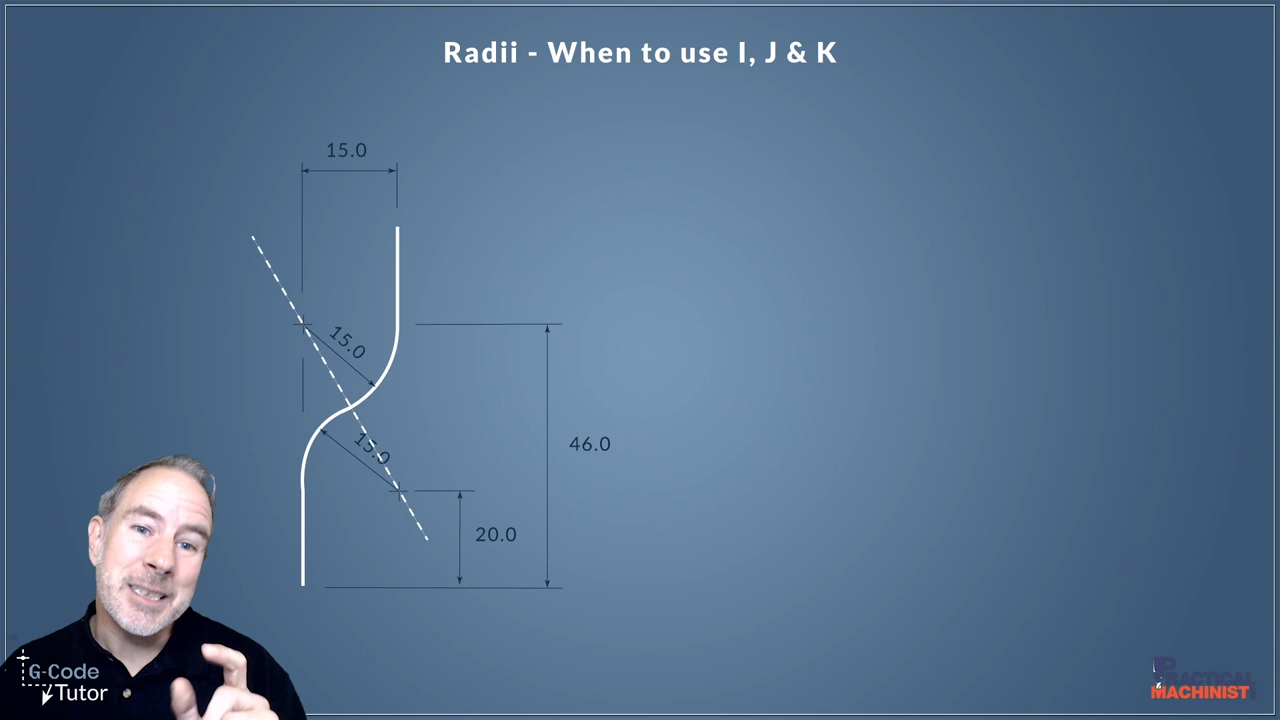 Radii - When to use I, J & K
15.0
15.0
15.0
46.0
20.0
G-Code
Tutor
PRACTICAL
MACHINIST